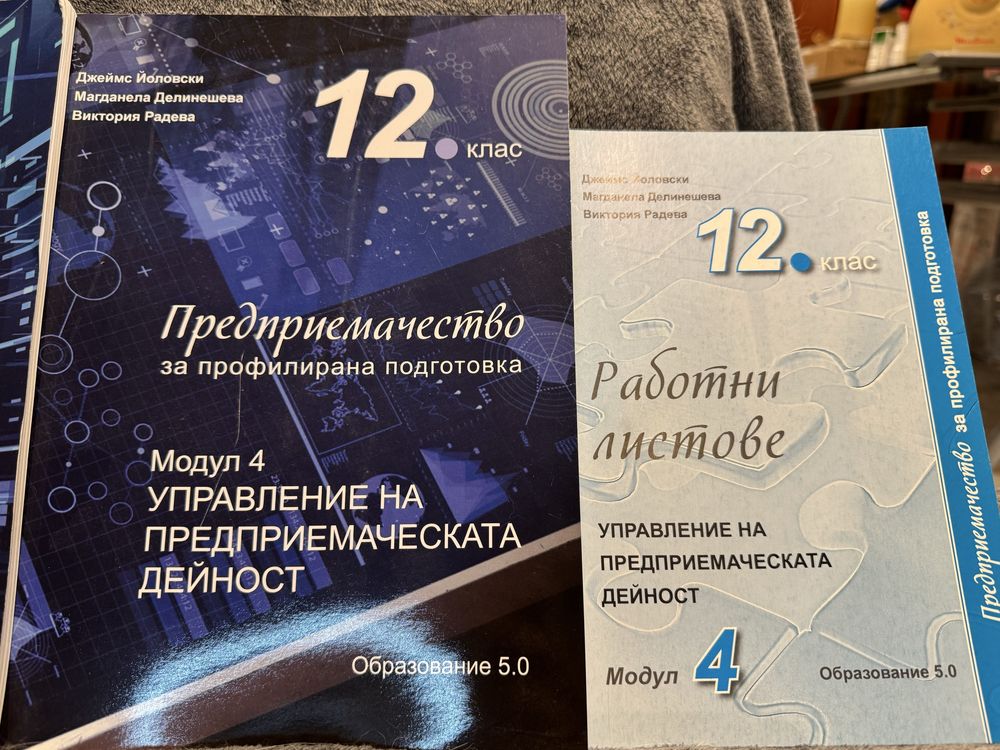 Джеймс Йоловски
Магданела Делинешева
Виктория Радева
12. клас
Предприемачество
за профилирана подготовка
Модул 4
УПРАВЛЕНИЕ НА
ПРЕДПРИЕМАЧЕСКАТА
ДЕЙНОСТ
Образование 5.0
Джеймс Йоловски
Магданела Делинешева
Виктория Радева
12. клас
Работни
листове
УПРАВЛЕНИЕ НА
ПРЕДПРИЕМАЧЕСКАТА
ДЕЙНОСТ
Модул 4
Образование 5.0
Предприемачество за профилирана подготовка